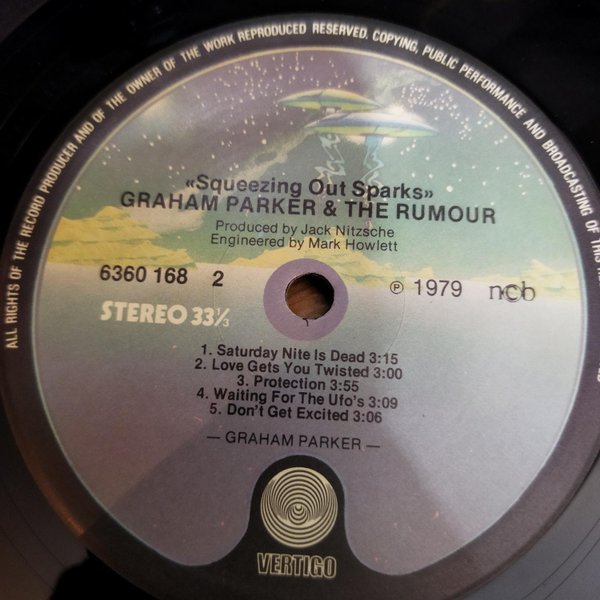 ALL RIGHTS OF THE RECORD PRODUCER AND OF THE OWNER OF THE WORK REPRODUCED RESERVED. COPYING, PUBLIC PERFORMANCE AND BROADCASTING OF THIS
«Squeezing Out Sparks»
GRAHAM PARKER & THE RUMOUR
Produced by Jack Nitzsche
Engineered by Mark Howlett
6360 168 2
℗ 1979 ncb
STEREO 33⅓
1. Saturday Nite Is Dead 3:15
2. Love Gets You Twisted 3:00
3. Protection 3:55
4. Waiting For The Ufo's 3:09
5. Don't Get Excited 3:06
— GRAHAM PARKER —
VERTIGO